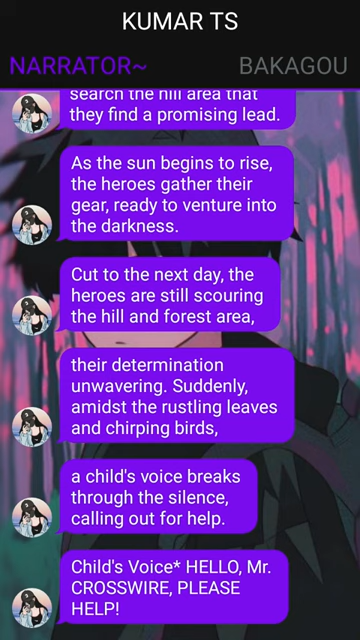 KUMAR TS
NARRATOR~ BAKAGOU
search the hill area that
they find a promising lead.
As the sun begins to rise,
the heroes gather their
gear, ready to venture into
the darkness.
Cut to the next day, the
heroes are still scouring
the hill and forest area,
their determination
unwavering. Suddenly,
amidst the rustling leaves
and chirping birds,
a child's voice breaks
through the silence,
calling out for help.
Child's Voice* HELLO, Mr.
CROSSWIRE, PLEASE
HELP!